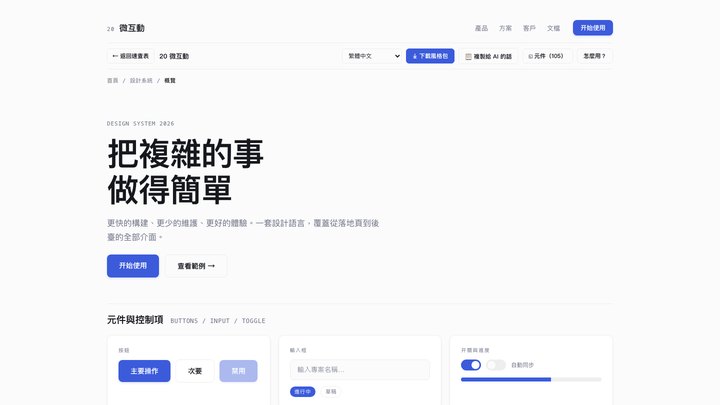 20 微互動
產品 方案 客戶 文檔 开始使用
← 返回速查表 20 微互動 繁體中文 下載風格包 複製給 AI 的話 元件（105） 怎麼用？
首頁 / 設計系統 / 概覽
DESIGN SYSTEM 2026
把複雜的事
做得簡單
更快的構建、更少的維護、更好的體驗。一套設計語言，覆蓋從落地頁到後
臺的全部介面。
开始使用 查看範例 →
元件與控制項 BUTTONS / INPUT / TOGGLE
按鈕 輸入框 開關與進度
主要操作 次要 禁用 輸入專案名稱… 自動同步
進行中 草稿